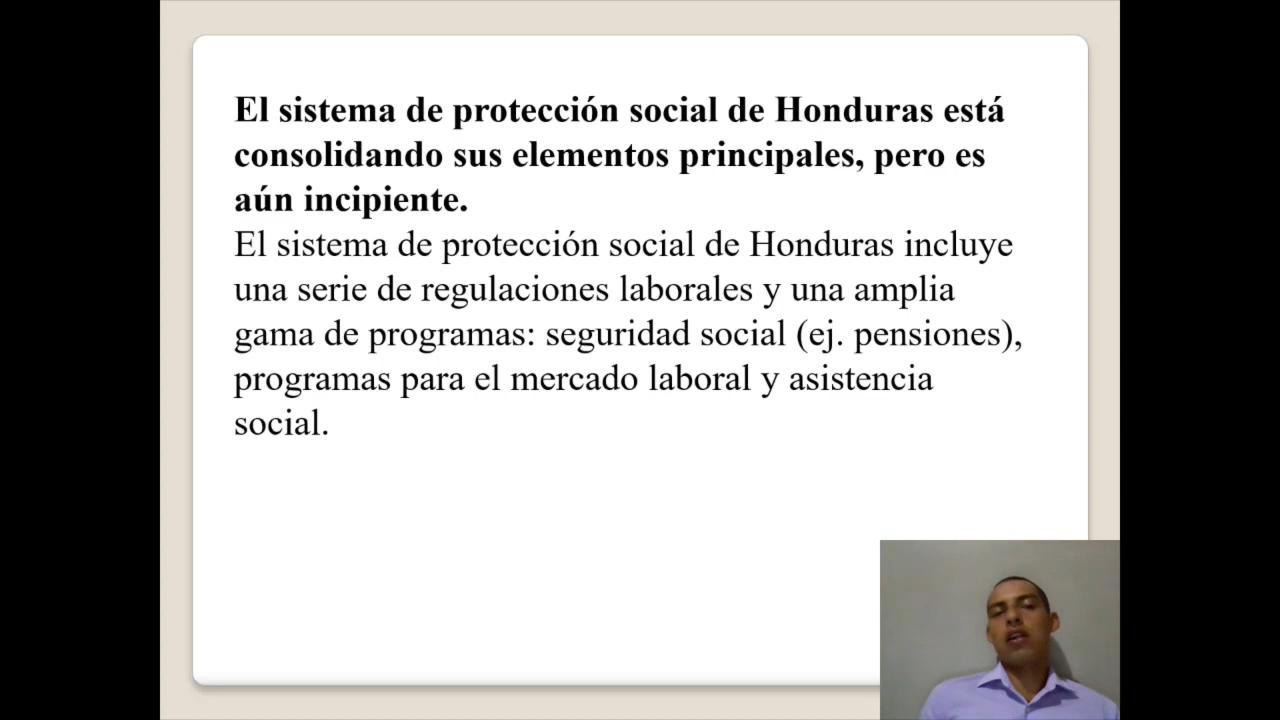 El sistema de protección social de Honduras está
consolidando sus elementos principales, pero es
aún incipiente.
El sistema de protección social de Honduras incluye
una serie de regulaciones laborales y una amplia
gama de programas: seguridad social (ej. pensiones),
programas para el mercado laboral y asistencia
social.